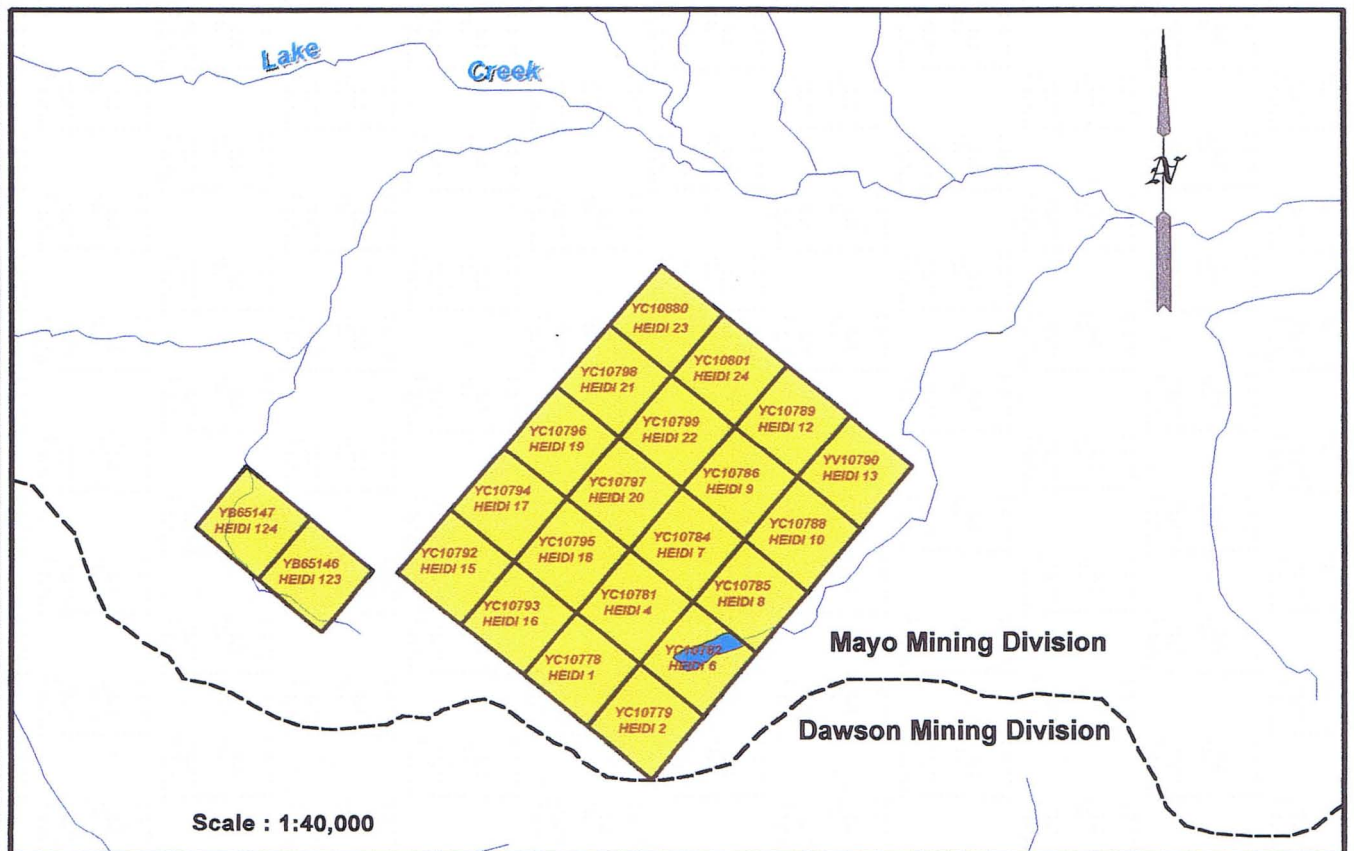 Lake Creek
N
YC10880
HEIDI 23
YC10801
HEIDI 24
YC10798
HEIDI 21
YC10789
HEIDI 12
YC10799
HEIDI 22
YC10796
HEIDI 19
YV10790
HEIDI 13
YC10786
HEIDI 9
YC10797
HEIDI 20
YC10794
HEIDI 17
YC10788
HEIDI 10
YC10784
HEIDI 7
YC10795
HEIDI 18
YC10792
HEIDI 15
YB65147
HEIDI 124
YB65146
HEIDI 123
YC10785
HEIDI 8
YC10781
HEIDI 4
YC10793
HEIDI 16
YC10782
HEIDI 6
YC10778
HEIDI 1
YC10779
HEIDI 2
Mayo Mining Division
Dawson Mining Division
Scale : 1:40,000